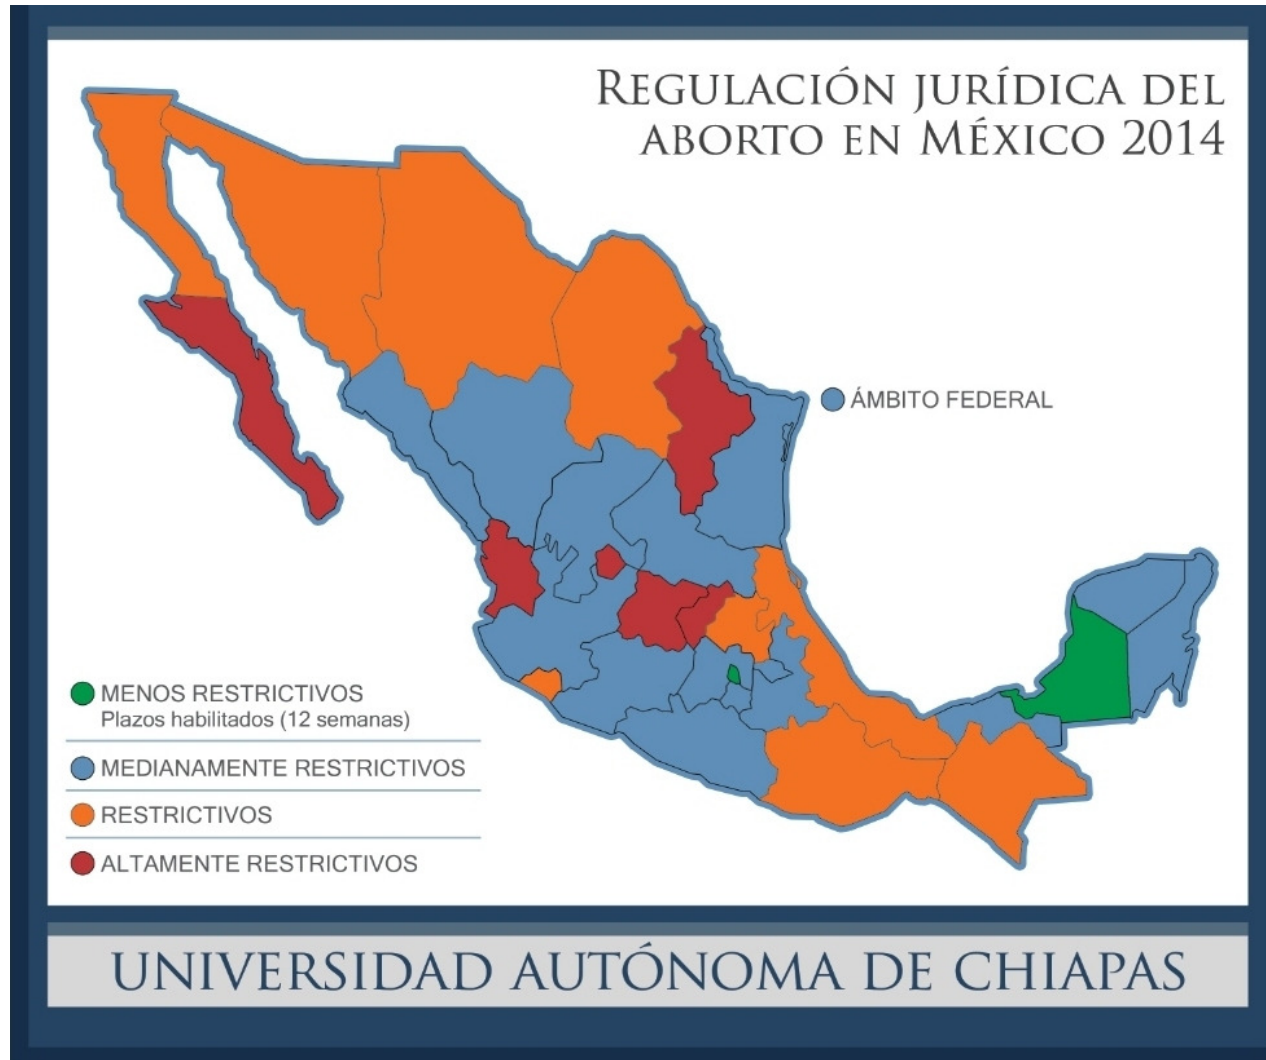 REGULACIÓN JURÍDICA DEL
ABORTO EN MÉXICO 2014
ÁMBITO FEDERAL
MENOS RESTRICTIVOS
Plazos habilitados (12 semanas)
MEDIANAMENTE RESTRICTIVOS
RESTRICTIVOS
ALTAMENTE RESTRICTIVOS
UNIVERSIDAD AUTÓNOMA DE CHIAPAS